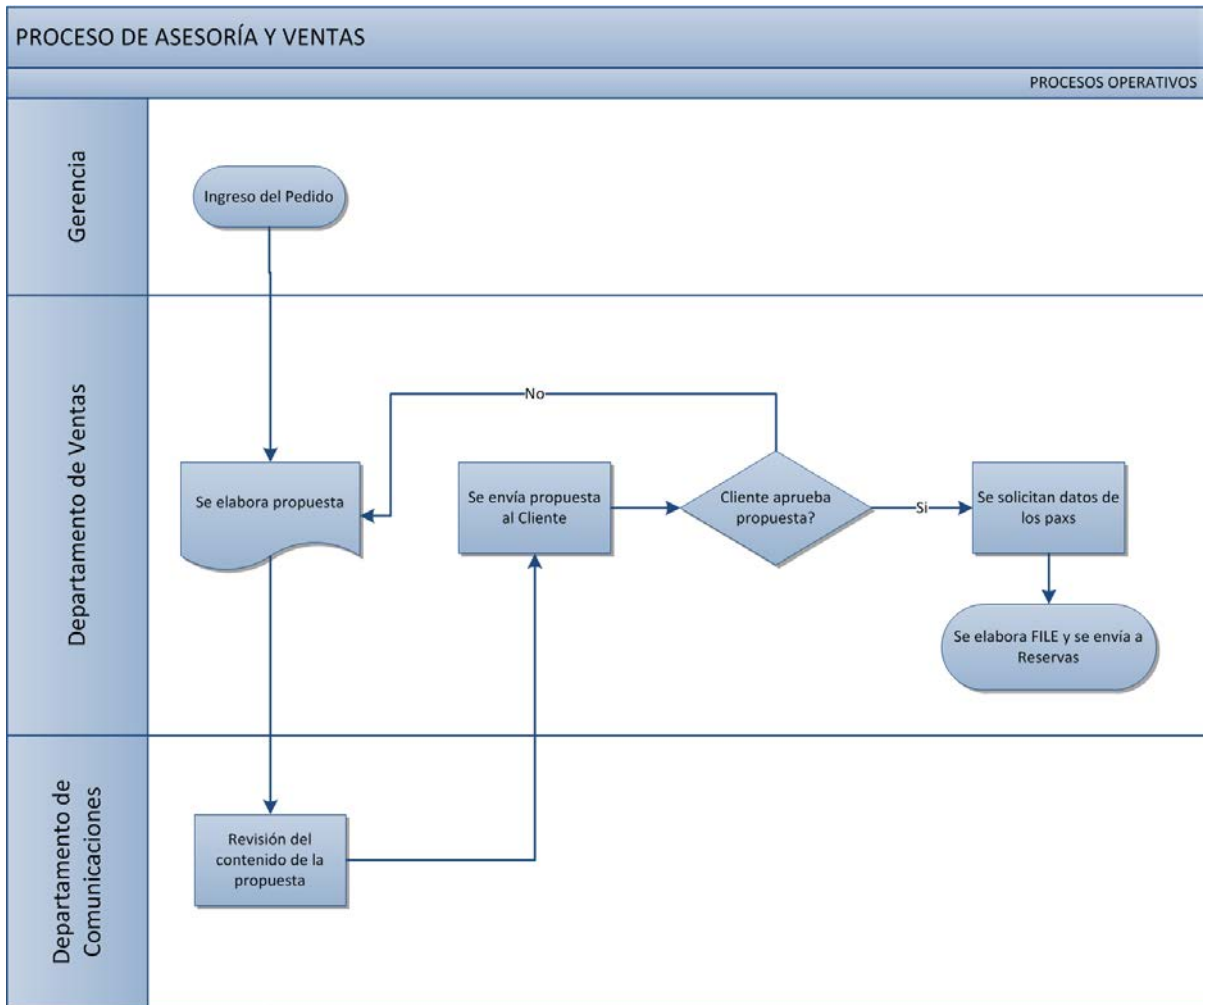 PROCESO DE ASESORÍA Y VENTAS
PROCESOS OPERATIVOS
Gerencia
Ingreso del Pedido
Departamento de Ventas
No
Se elabora propuesta
Se envía propuesta
al Cliente
Cliente aprueba
propuesta?
Si
Se solicitan datos de
los paxs
Se elabora FILE y se envía a
Reservas
Departamento de
Comunicaciones
Revisión del
contenido de la
propuesta